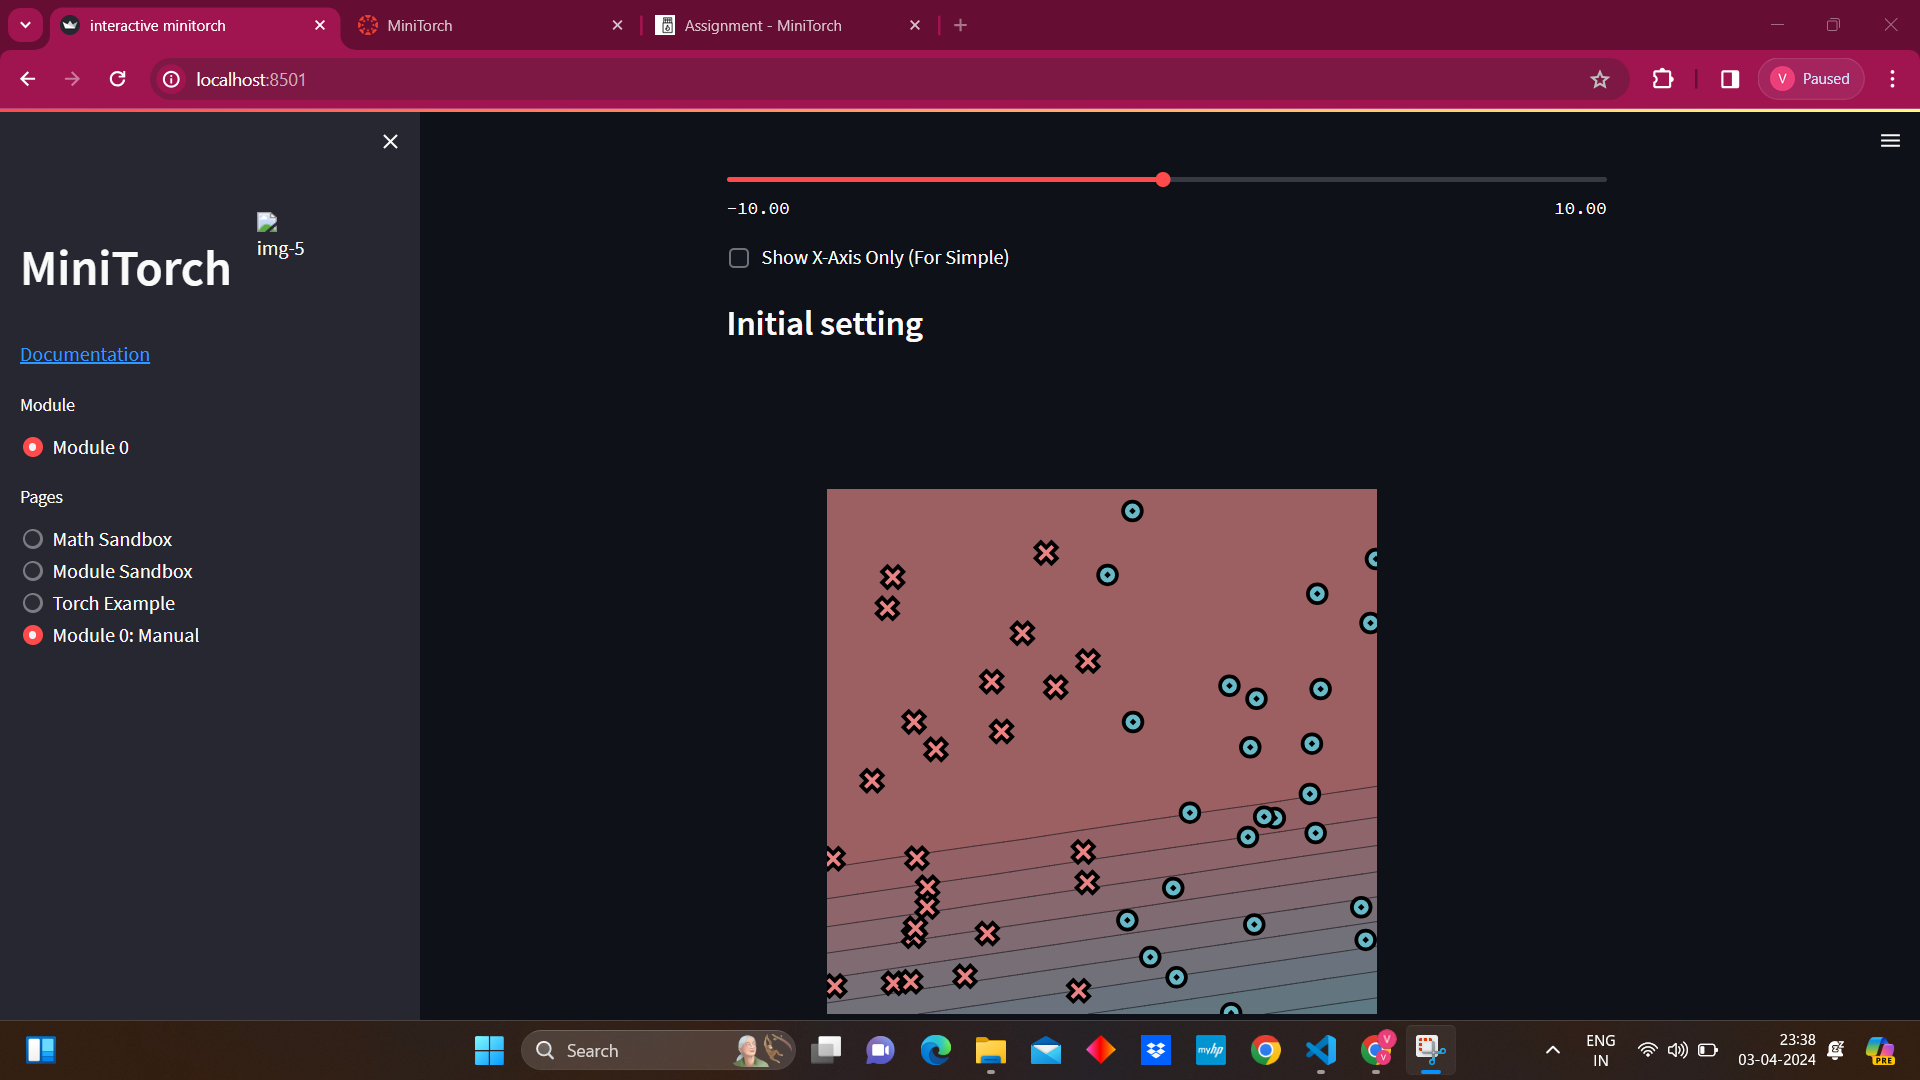 interactive minitorch
MiniTorch
Assignment - MiniTorch
localhost:8501
V
Paused
img-5
MiniTorch
Documentation
Module
Module 0
Pages
Math Sandbox
Module Sandbox
Torch Example
Module 0: Manual
−10.00
10.00
Show X-Axis Only (For Simple)
Initial setting
Search
myhp
V
V
ENG
IN
23:38
03-04-2024
PRE